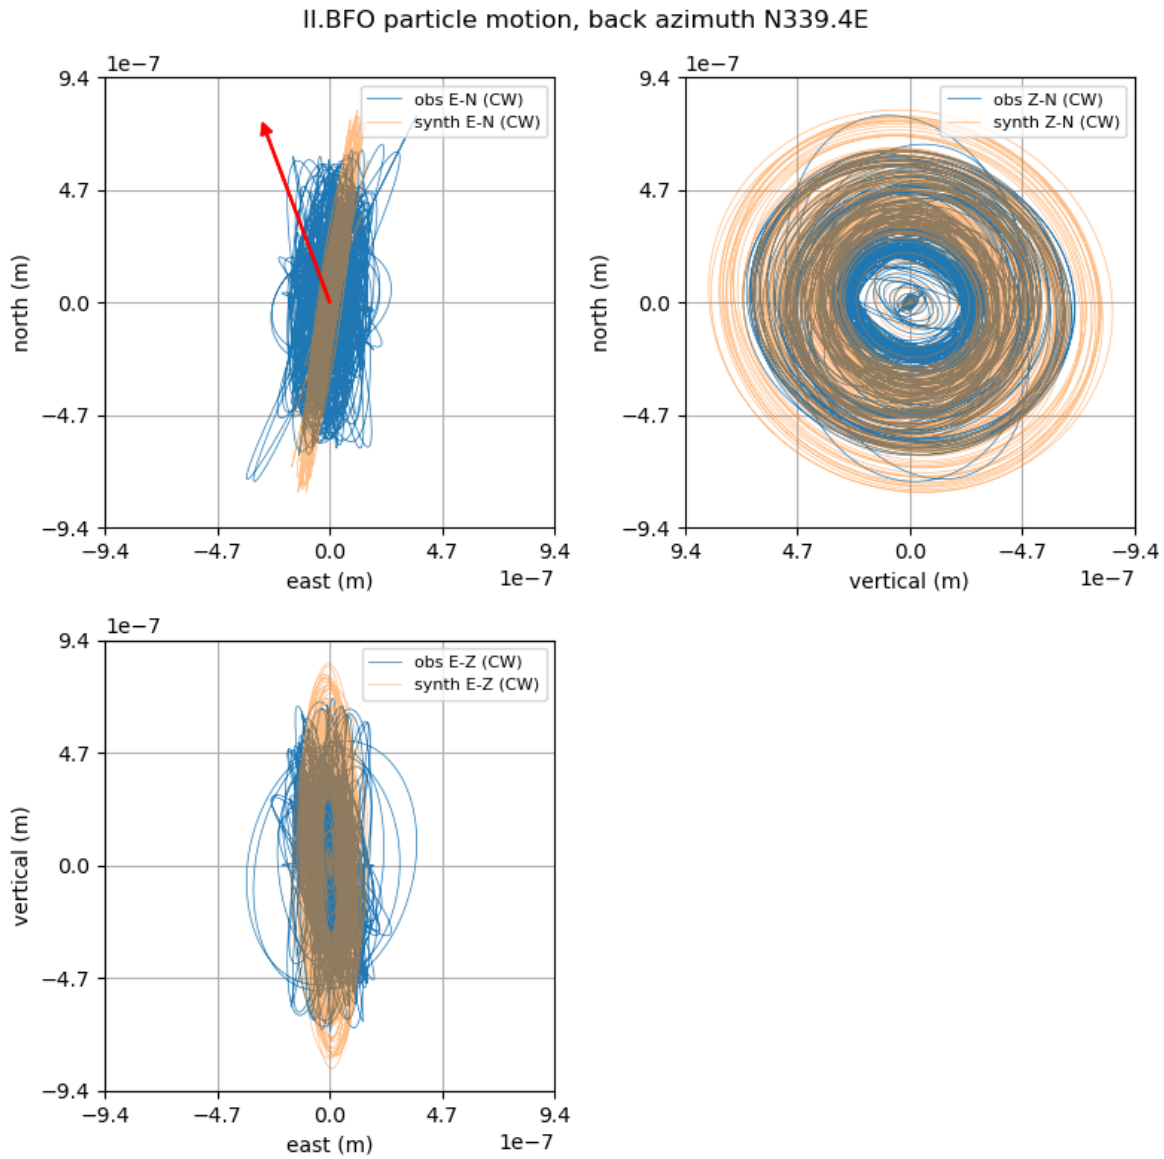 II.BFO particle motion, back azimuth N339.4E
1e−7
9.4
4.7
0.0
−4.7
−9.4
north (m)
obs E-N (CW)
synth E-N (CW)
−9.4 −4.7 0.0 4.7 9.4
east (m) 1e−7
1e−7
9.4
4.7
0.0
−4.7
−9.4
north (m)
obs Z-N (CW)
synth Z-N (CW)
9.4 4.7 0.0 −4.7 −9.4
vertical (m) 1e−7
1e−7
9.4
4.7
0.0
−4.7
−9.4
vertical (m)
obs E-Z (CW)
synth E-Z (CW)
−9.4 −4.7 0.0 4.7 9.4
east (m) 1e−7